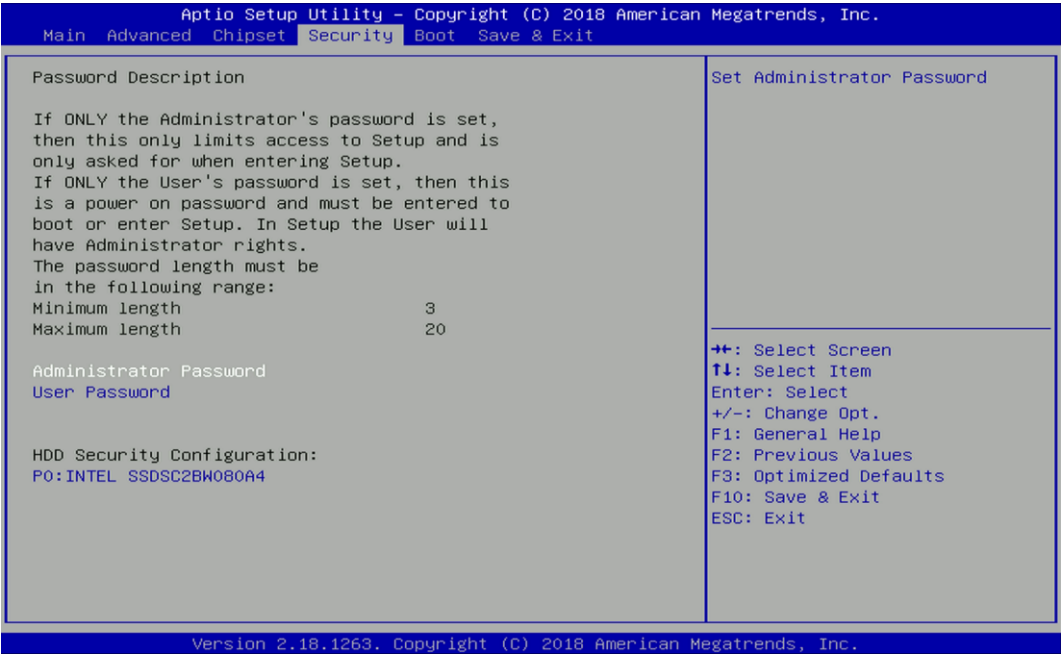 Aptio Setup Utility – Copyright (C) 2018 American Megatrends, Inc.
Main Advanced Chipset Security Boot Save & Exit
Password Description
If ONLY the Administrator's password is set,
then this only limits access to Setup and is
only asked for when entering Setup.
If ONLY the User's password is set, then this
is a power on password and must be entered to
boot or enter Setup. In Setup the User will
have Administrator rights.
The password length must be
in the following range:
Minimum length 3
Maximum length 20
Administrator Password
User Password
HDD Security Configuration:
P0:INTEL SSDSC2BW080A4
Set Administrator Password
→←: Select Screen
↑↓: Select Item
Enter: Select
+/-: Change Opt.
F1: General Help
F2: Previous Values
F3: Optimized Defaults
F10: Save & Exit
ESC: Exit
Version 2.18.1263. Copyright (C) 2018 American Megatrends, Inc.